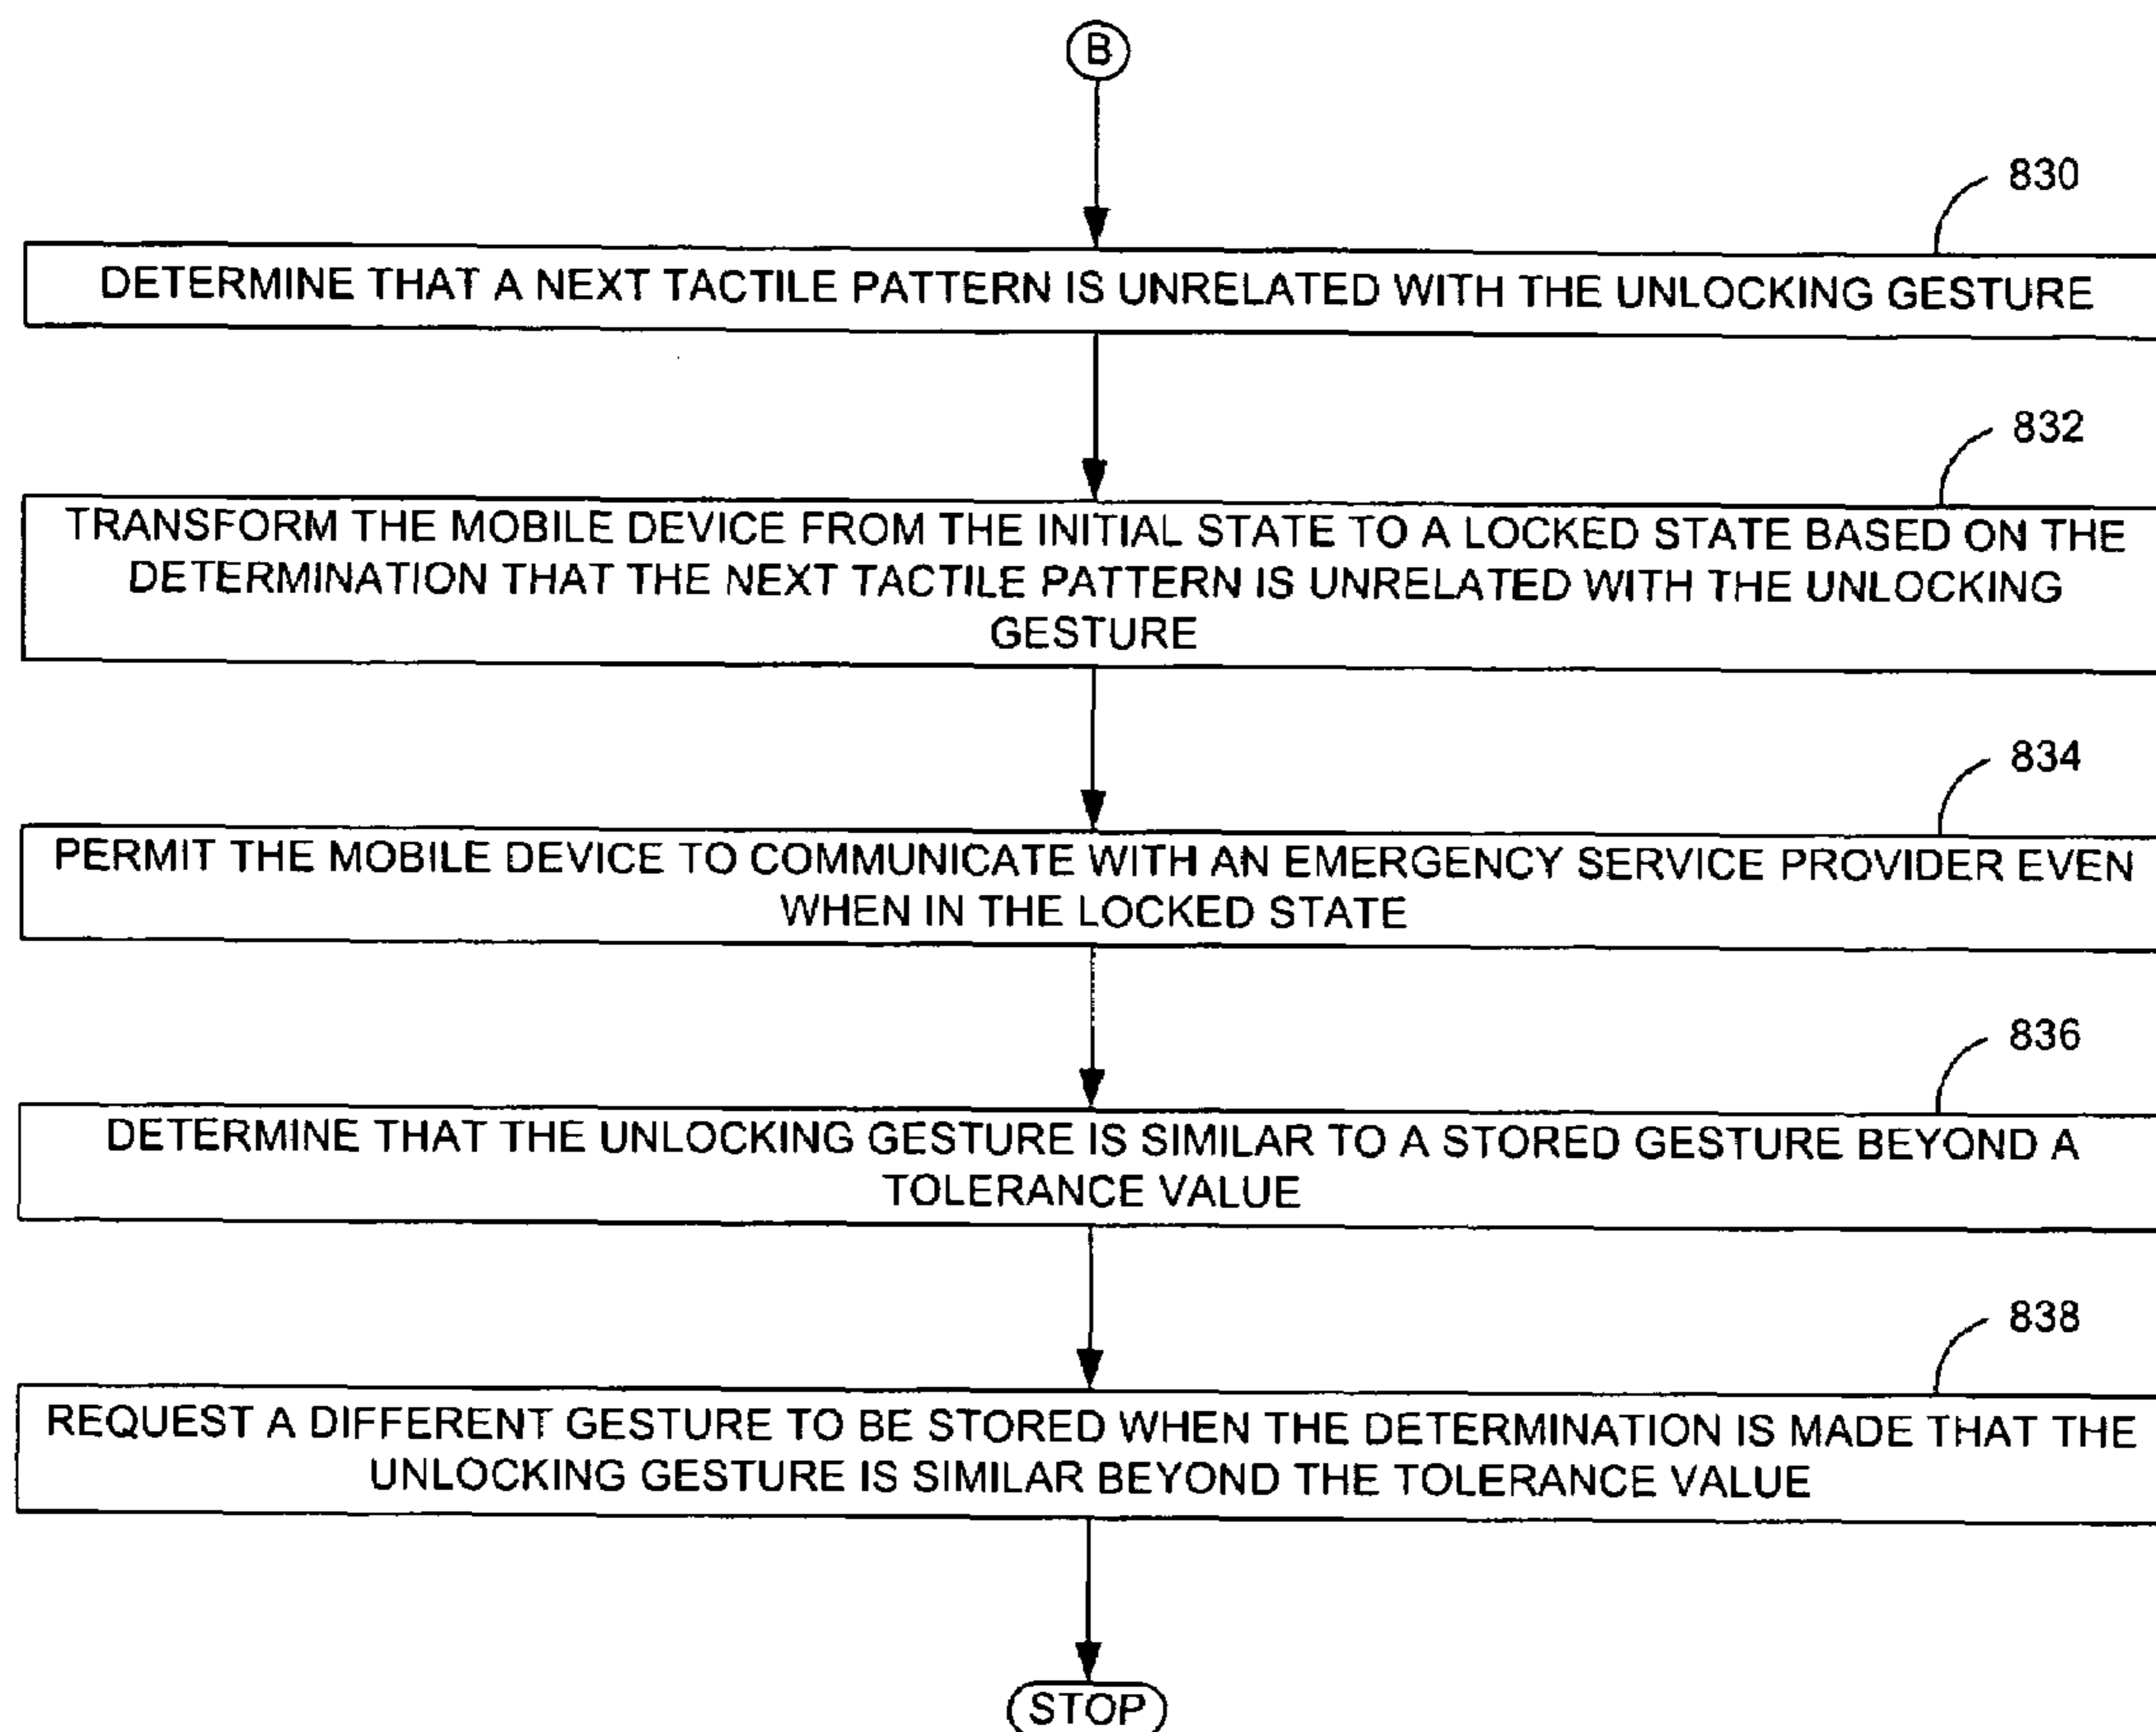 B
830
DETERMINE THAT A NEXT TACTILE PATTERN IS UNRELATED WITH THE UNLOCKING GESTURE
832
TRANSFORM THE MOBILE DEVICE FROM THE INITIAL STATE TO A LOCKED STATE BASED ON THE
DETERMINATION THAT THE NEXT TACTILE PATTERN IS UNRELATED WITH THE UNLOCKING
GESTURE
834
PERMIT THE MOBILE DEVICE TO COMMUNICATE WITH AN EMERGENCY SERVICE PROVIDER EVEN
WHEN IN THE LOCKED STATE
836
DETERMINE THAT THE UNLOCKING GESTURE IS SIMILAR TO A STORED GESTURE BEYOND A
TOLERANCE VALUE
838
REQUEST A DIFFERENT GESTURE TO BE STORED WHEN THE DETERMINATION IS MADE THAT THE
UNLOCKING GESTURE IS SIMILAR BEYOND THE TOLERANCE VALUE
STOP